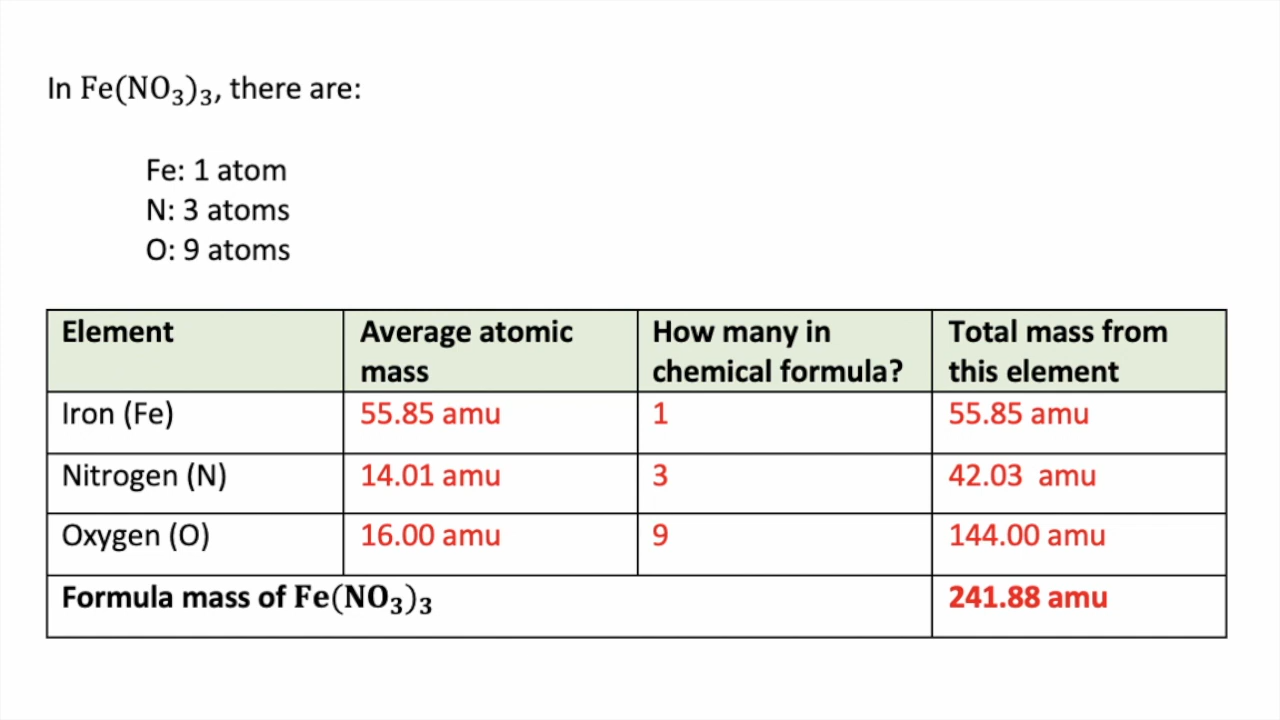 In Fe(NO₃)₃, there are:
Fe: 1 atom
N: 3 atoms
O: 9 atoms
Element
Average atomic
mass
How many in
chemical formula?
Total mass from
this element
Iron (Fe)
55.85 amu
1
55.85 amu
Nitrogen (N)
14.01 amu
3
42.03 amu
Oxygen (O)
16.00 amu
9
144.00 amu
Formula mass of Fe(NO₃)₃
241.88 amu